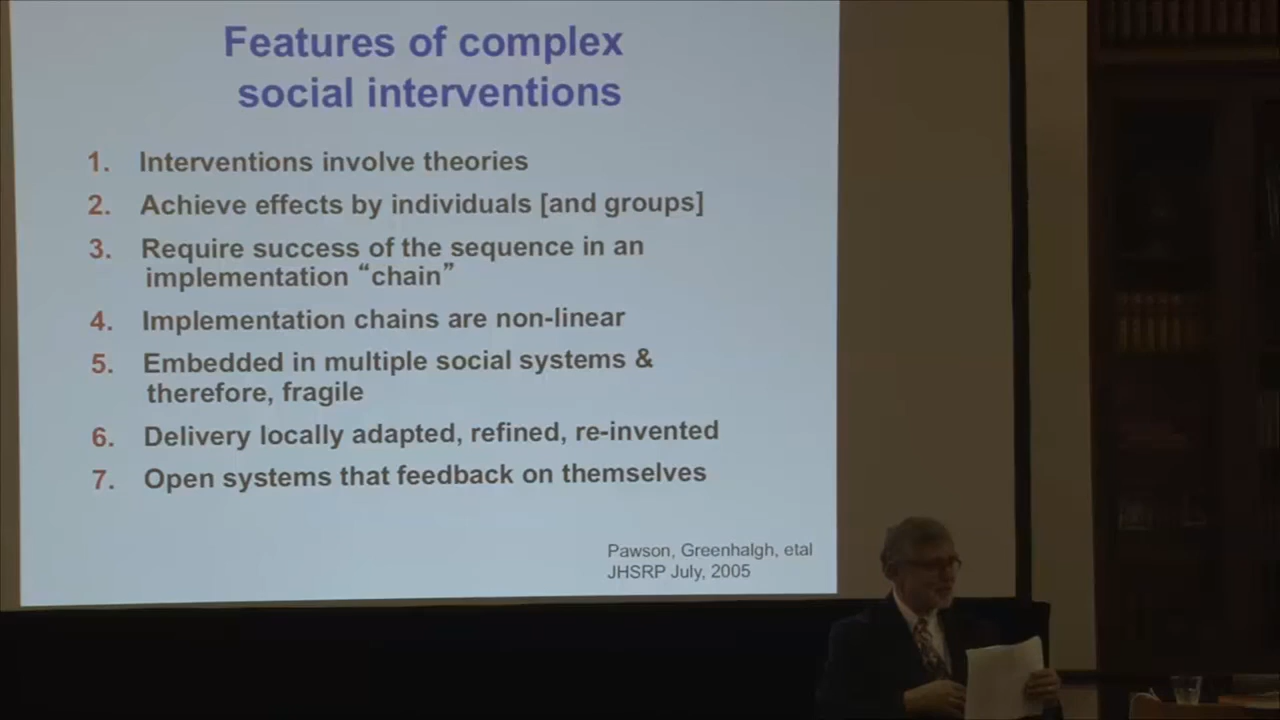 Features of complex
social interventions
1. Interventions involve theories
2. Achieve effects by individuals [and groups]
3. Require success of the sequence in an
implementation “chain”
4. Implementation chains are non-linear
5. Embedded in multiple social systems &
therefore, fragile
6. Delivery locally adapted, refined, re-invented
7. Open systems that feedback on themselves
Pawson, Greenhalgh, etal
JHSRP July, 2005